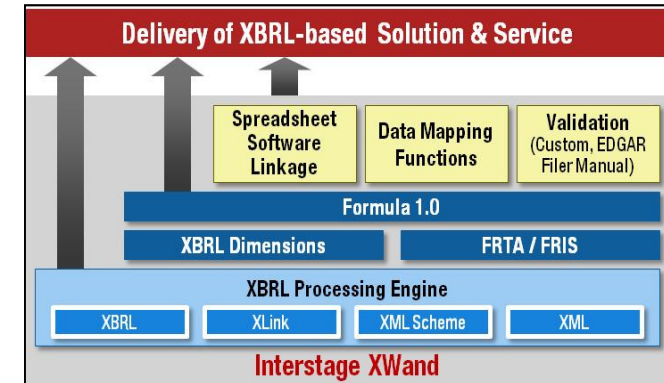 Delivery of XBRL-based Solution & Service
Spreadsheet
Software
Linkage
Data Mapping
Functions
Validation
(Custom, EDGAR
Filer Manual)
Formula 1.0
XBRL Dimensions
FRTA / FRIS
XBRL Processing Engine
XBRL
XLink
XML Scheme
XML
Interstage XWand